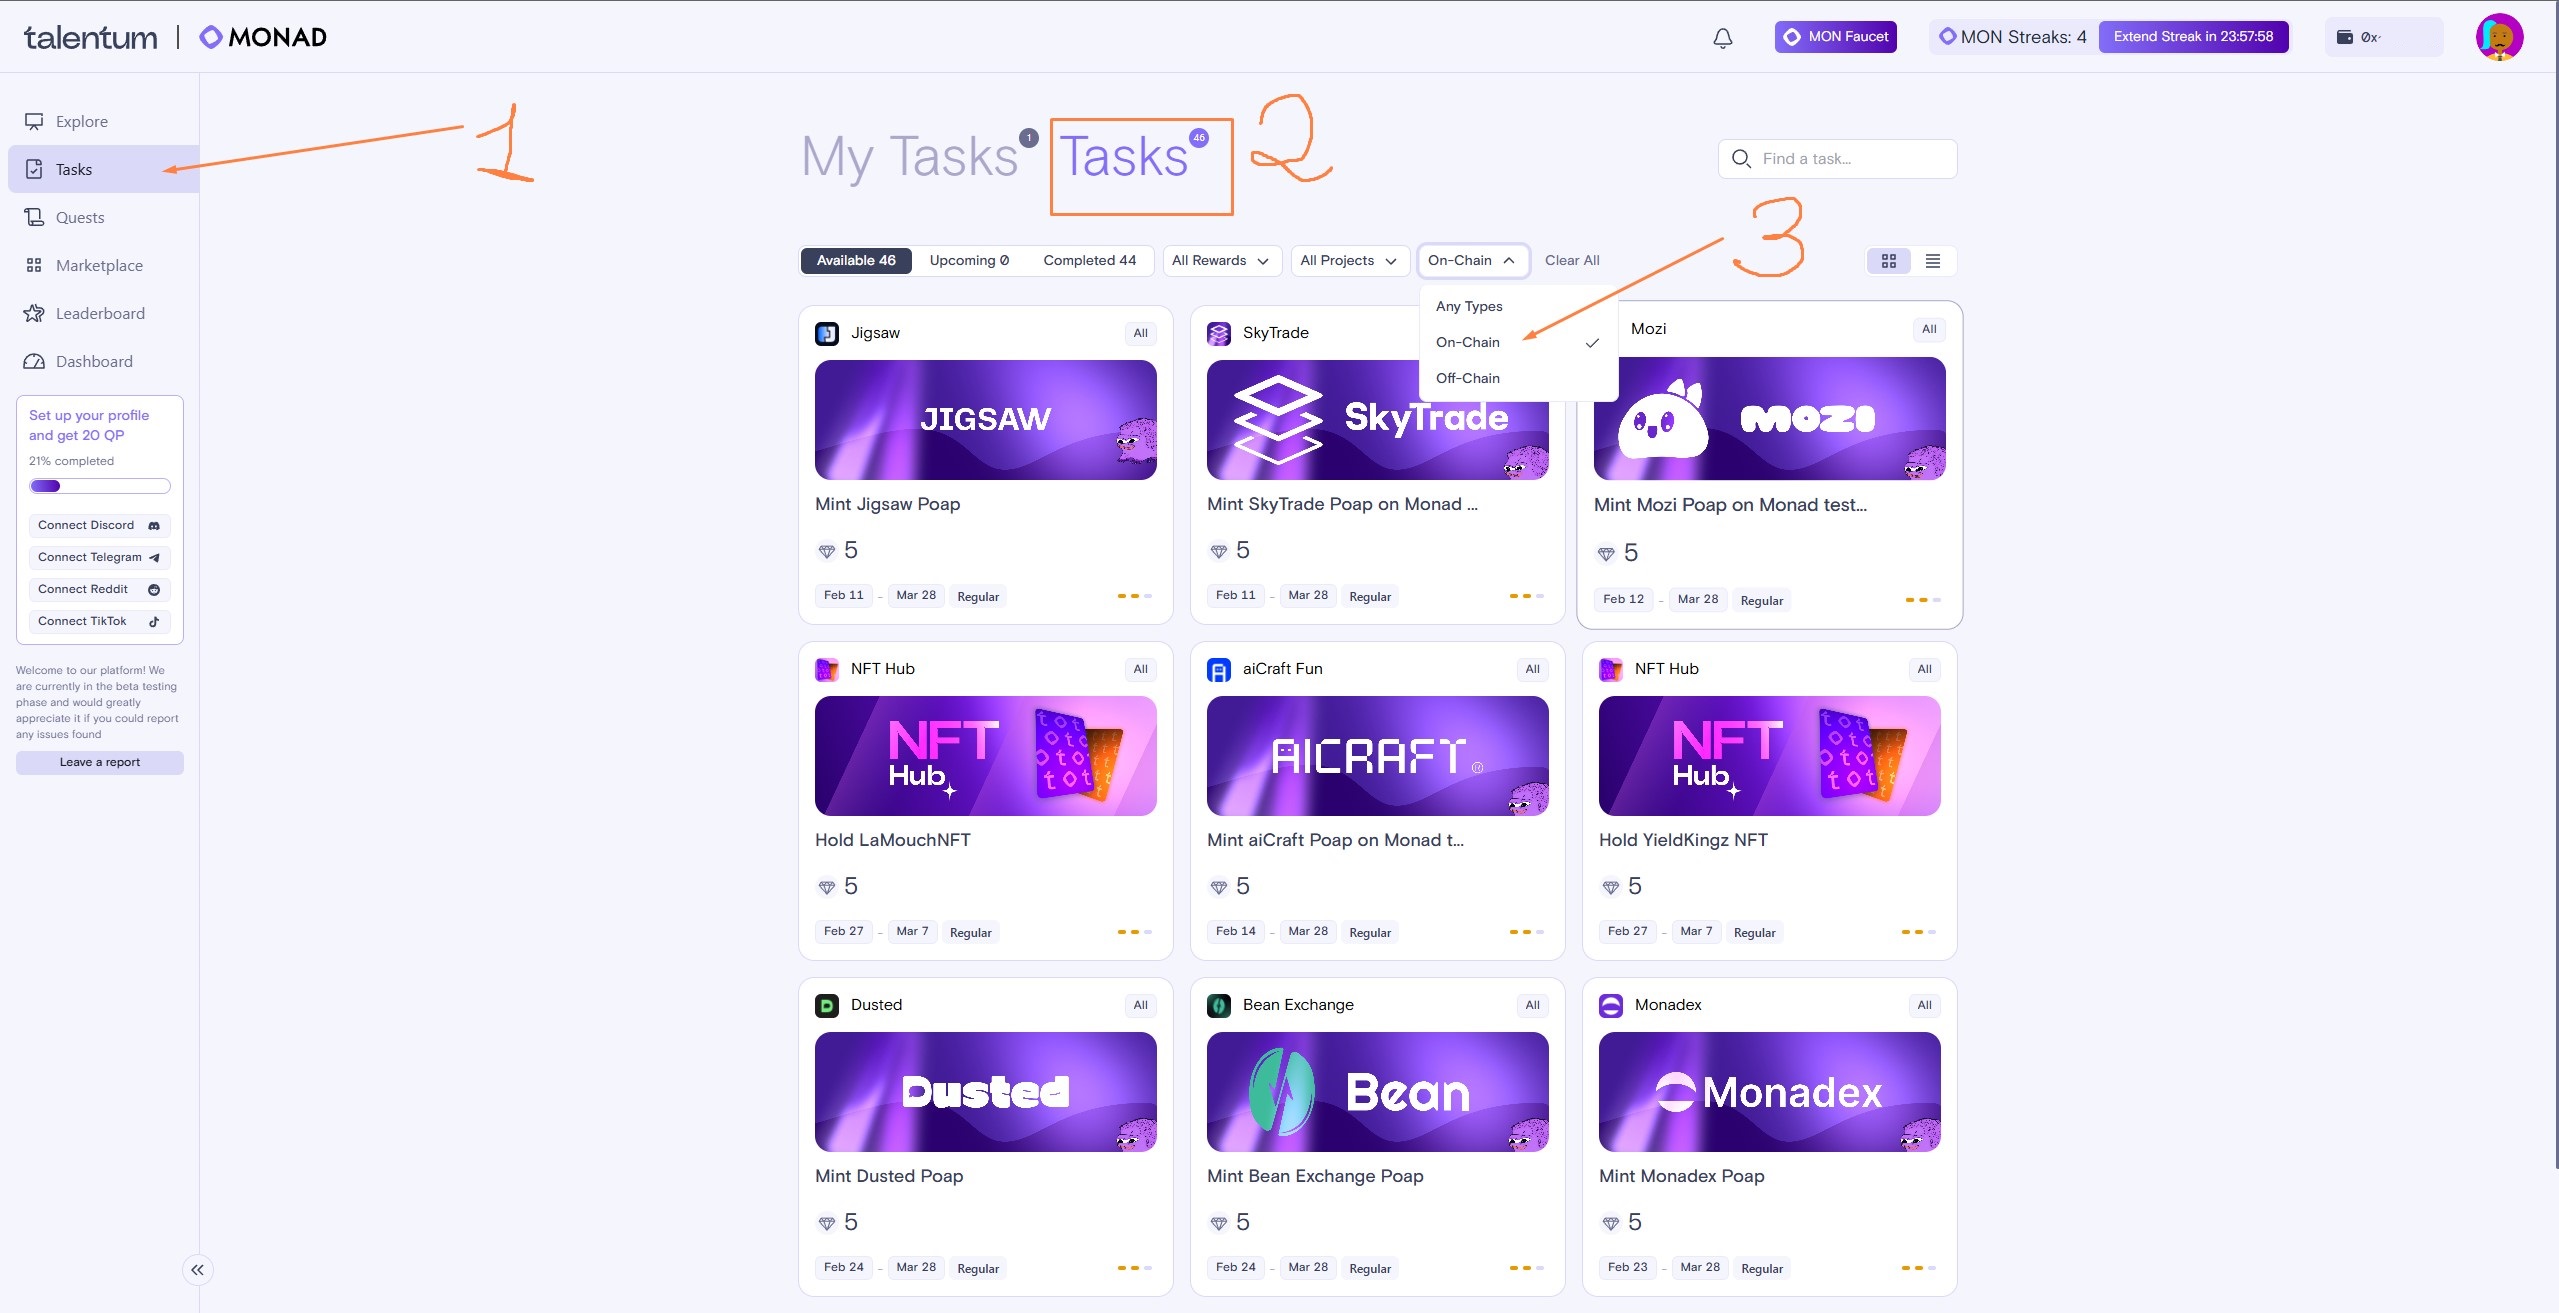 talentum | MONAD
MON Faucet
MON Streaks: 4
Extend Streak in 23:57:58
0x
Explore
Tasks
Quests
Marketplace
Leaderboard
Dashboard
Set up your profile
and get 20 QP
21% completed
Connect Discord
Connect Telegram
Connect Reddit
Connect TikTok
Welcome to our platform! We
are currently in the beta testing
phase and would greatly
appreciate it if you could report
any issues found
Leave a report
1
My Tasks 1
Tasks 46
2
Find a task...
3
Available 46
Upcoming 0
Completed 44
All Rewards
All Projects
On-Chain
Clear All
Any Types
On-Chain
Off-Chain
Jigsaw
All
JIGSAW
Mint Jigsaw Poap
5
Feb 11 - Mar 28 Regular
SkyTrade
SkyTrade
Mint SkyTrade Poap on Monad ...
5
Feb 11 - Mar 28 Regular
Mozi
All
MOZI
Mint Mozi Poap on Monad test...
5
Feb 12 - Mar 28 Regular
NFT Hub
All
NFT
Hub
Hold LaMouchNFT
5
Feb 27 - Mar 7 Regular
aiCraft Fun
All
AICRAFT®
Mint aiCraft Poap on Monad t...
5
Feb 14 - Mar 28 Regular
NFT Hub
All
NFT
Hub
Hold YieldKingz NFT
5
Feb 27 - Mar 7 Regular
Dusted
All
Dusted
Mint Dusted Poap
5
Feb 24 - Mar 28 Regular
Bean Exchange
All
Bean
Mint Bean Exchange Poap
5
Feb 24 - Mar 28 Regular
Monadex
All
Monadex
Mint Monadex Poap
5
Feb 23 - Mar 28 Regular